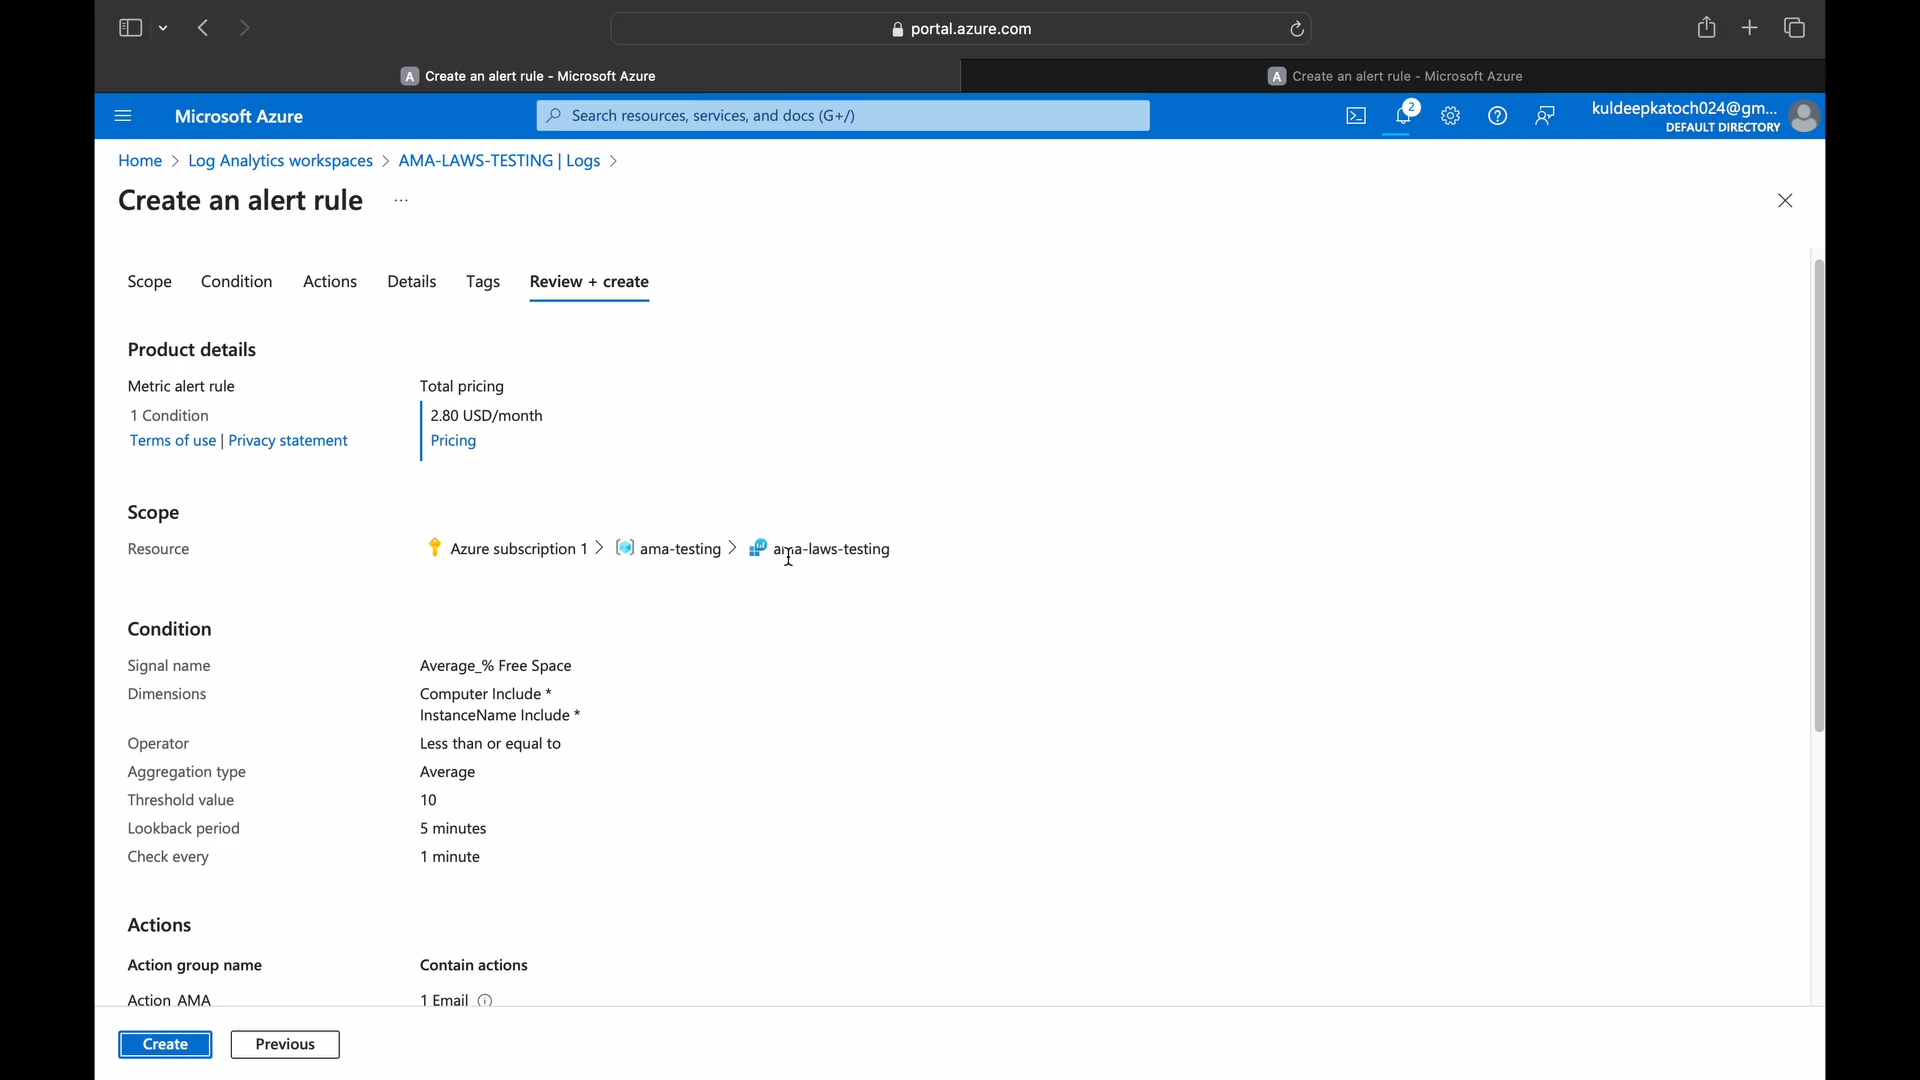 portal.azure.com
A Create an alert rule - Microsoft Azure
A Create an alert rule - Microsoft Azure
Microsoft Azure
Search resources, services, and docs (G+/)
2
kuldeepkatoch024@gm...
DEFAULT DIRECTORY
Home > Log Analytics workspaces > AMA-LAWS-TESTING | Logs >
Create an alert rule ...
Scope Condition Actions Details Tags Review + create
Product details
Metric alert rule Total pricing
1 Condition 2.80 USD/month
Terms of use | Privacy statement Pricing
Scope
Resource Azure subscription 1 > ama-testing > ama-laws-testing
Condition
Signal name Average_% Free Space
Dimensions Computer Include *
InstanceName Include *
Operator Less than or equal to
Aggregation type Average
Threshold value 10
Lookback period 5 minutes
Check every 1 minute
Actions
Action group name Contain actions
Action_AMA 1 Email
Create Previous